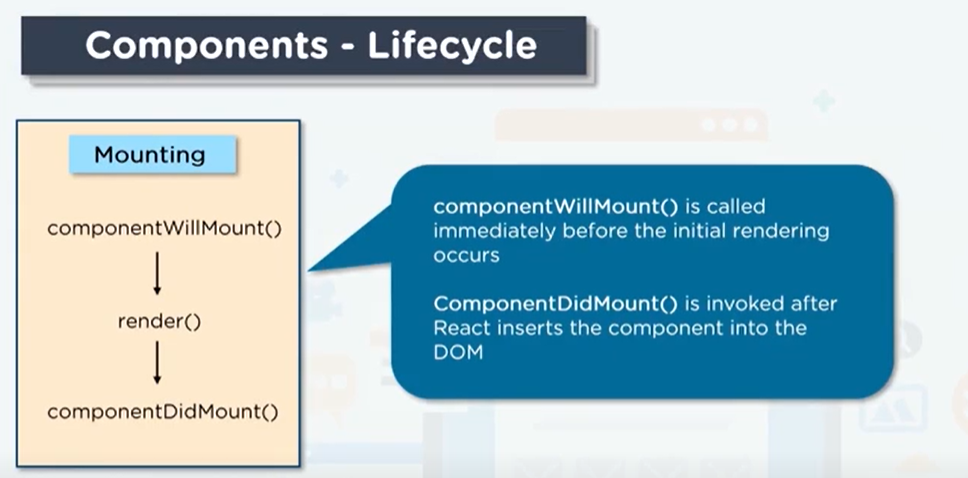 Components - Lifecycle
Mounting
componentWillMount()
render()
componentDidMount()
componentWillMount() is called
immediately before the initial rendering
occurs
ComponentDidMount() is invoked after
React inserts the component into the
DOM